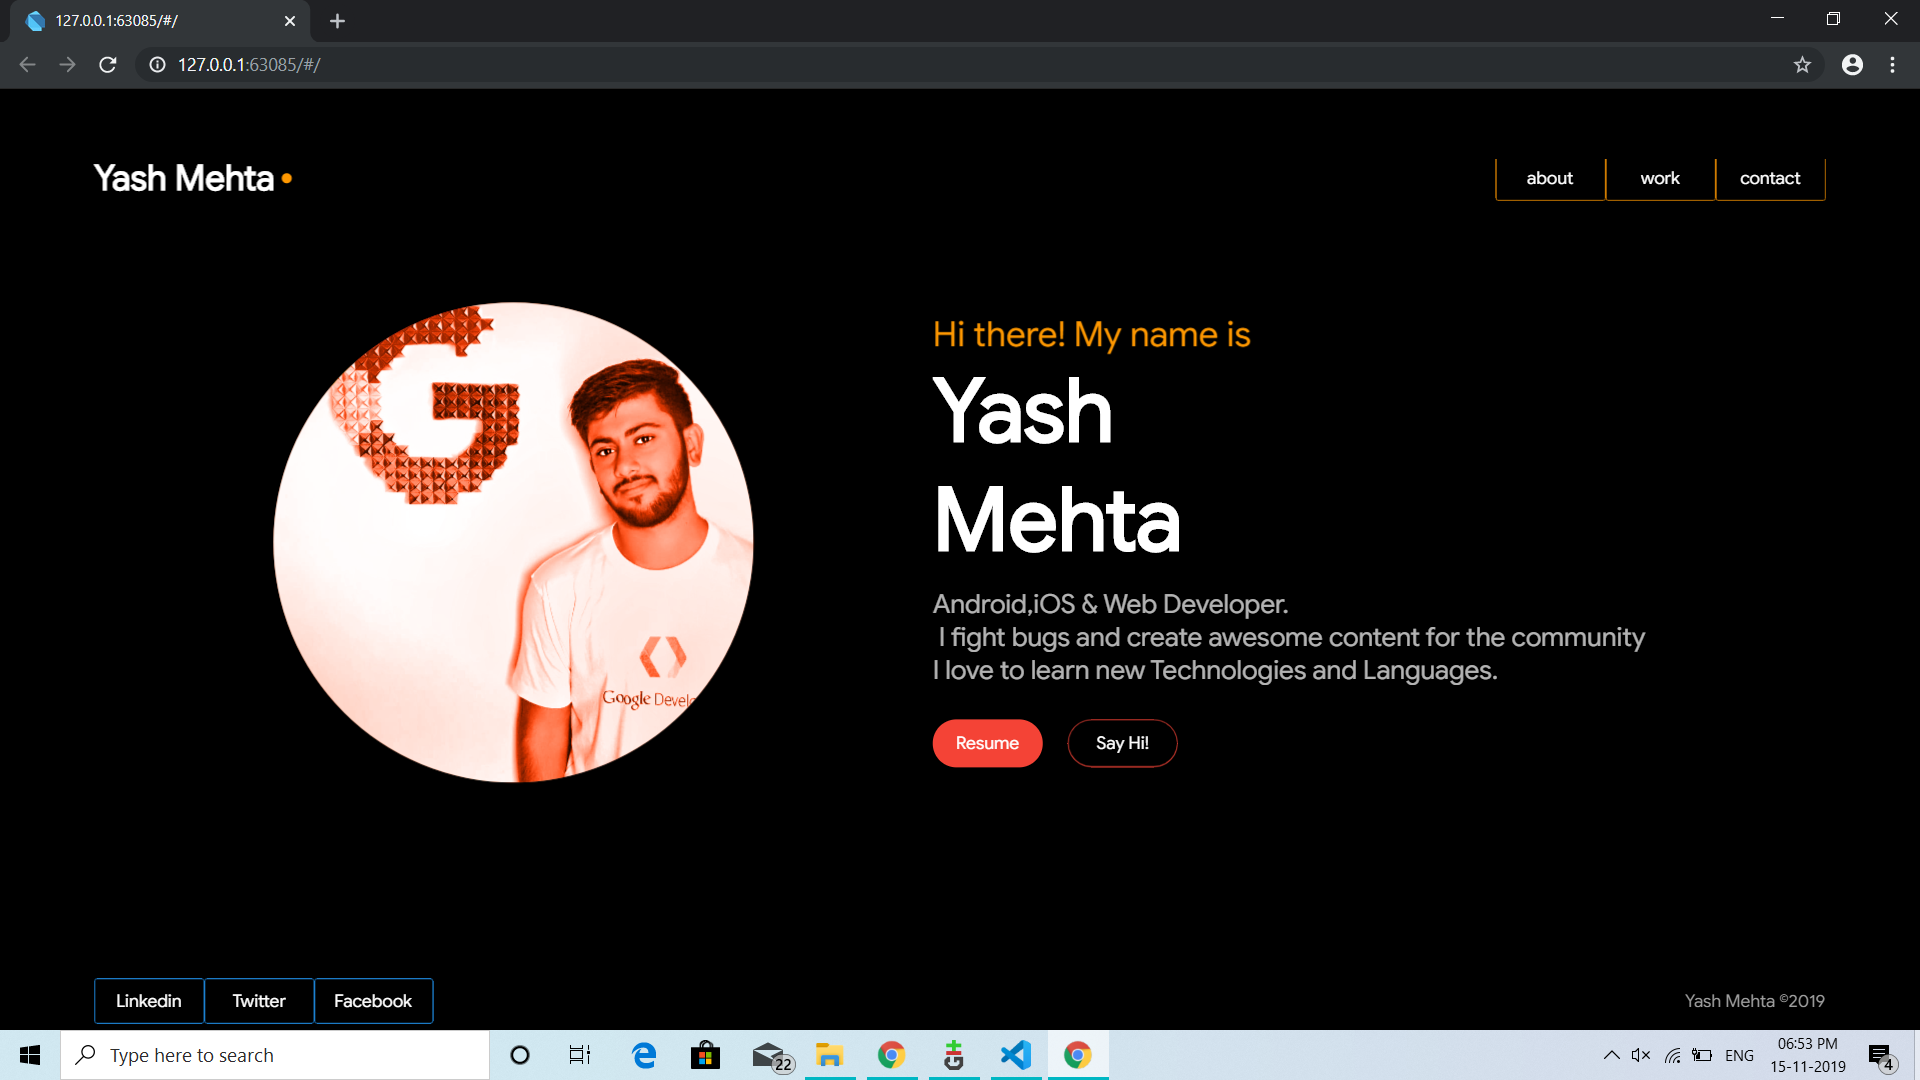 127.0.0.1:63085/#/
127.0.0.1:63085/#/
Yash Mehta
about
work
contact
G
Hi there! My name is
Yash
Mehta
Android,iOS & Web Developer.
I fight bugs and create awesome content for the community
I love to learn new Technologies and Languages.
Google Develo
Resume
Say Hi!
Linkedin
Twitter
Facebook
Yash Mehta ©2019
Type here to search
22
ENG
06:53 PM
15-11-2019
4